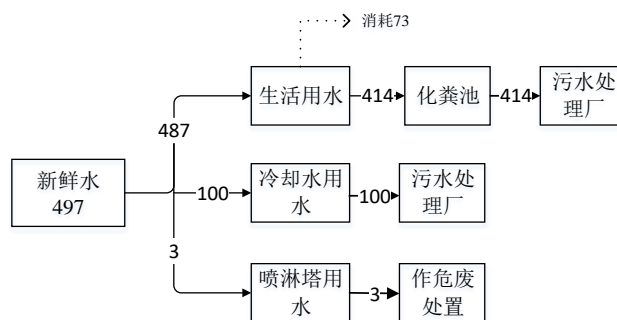 消耗73
生活用水
414
化粪池
414
污水处
理厂
487
新鲜水
497
100
冷却水用
水
100
污水处
理厂
3
喷淋塔用
水
3
作危废
处置